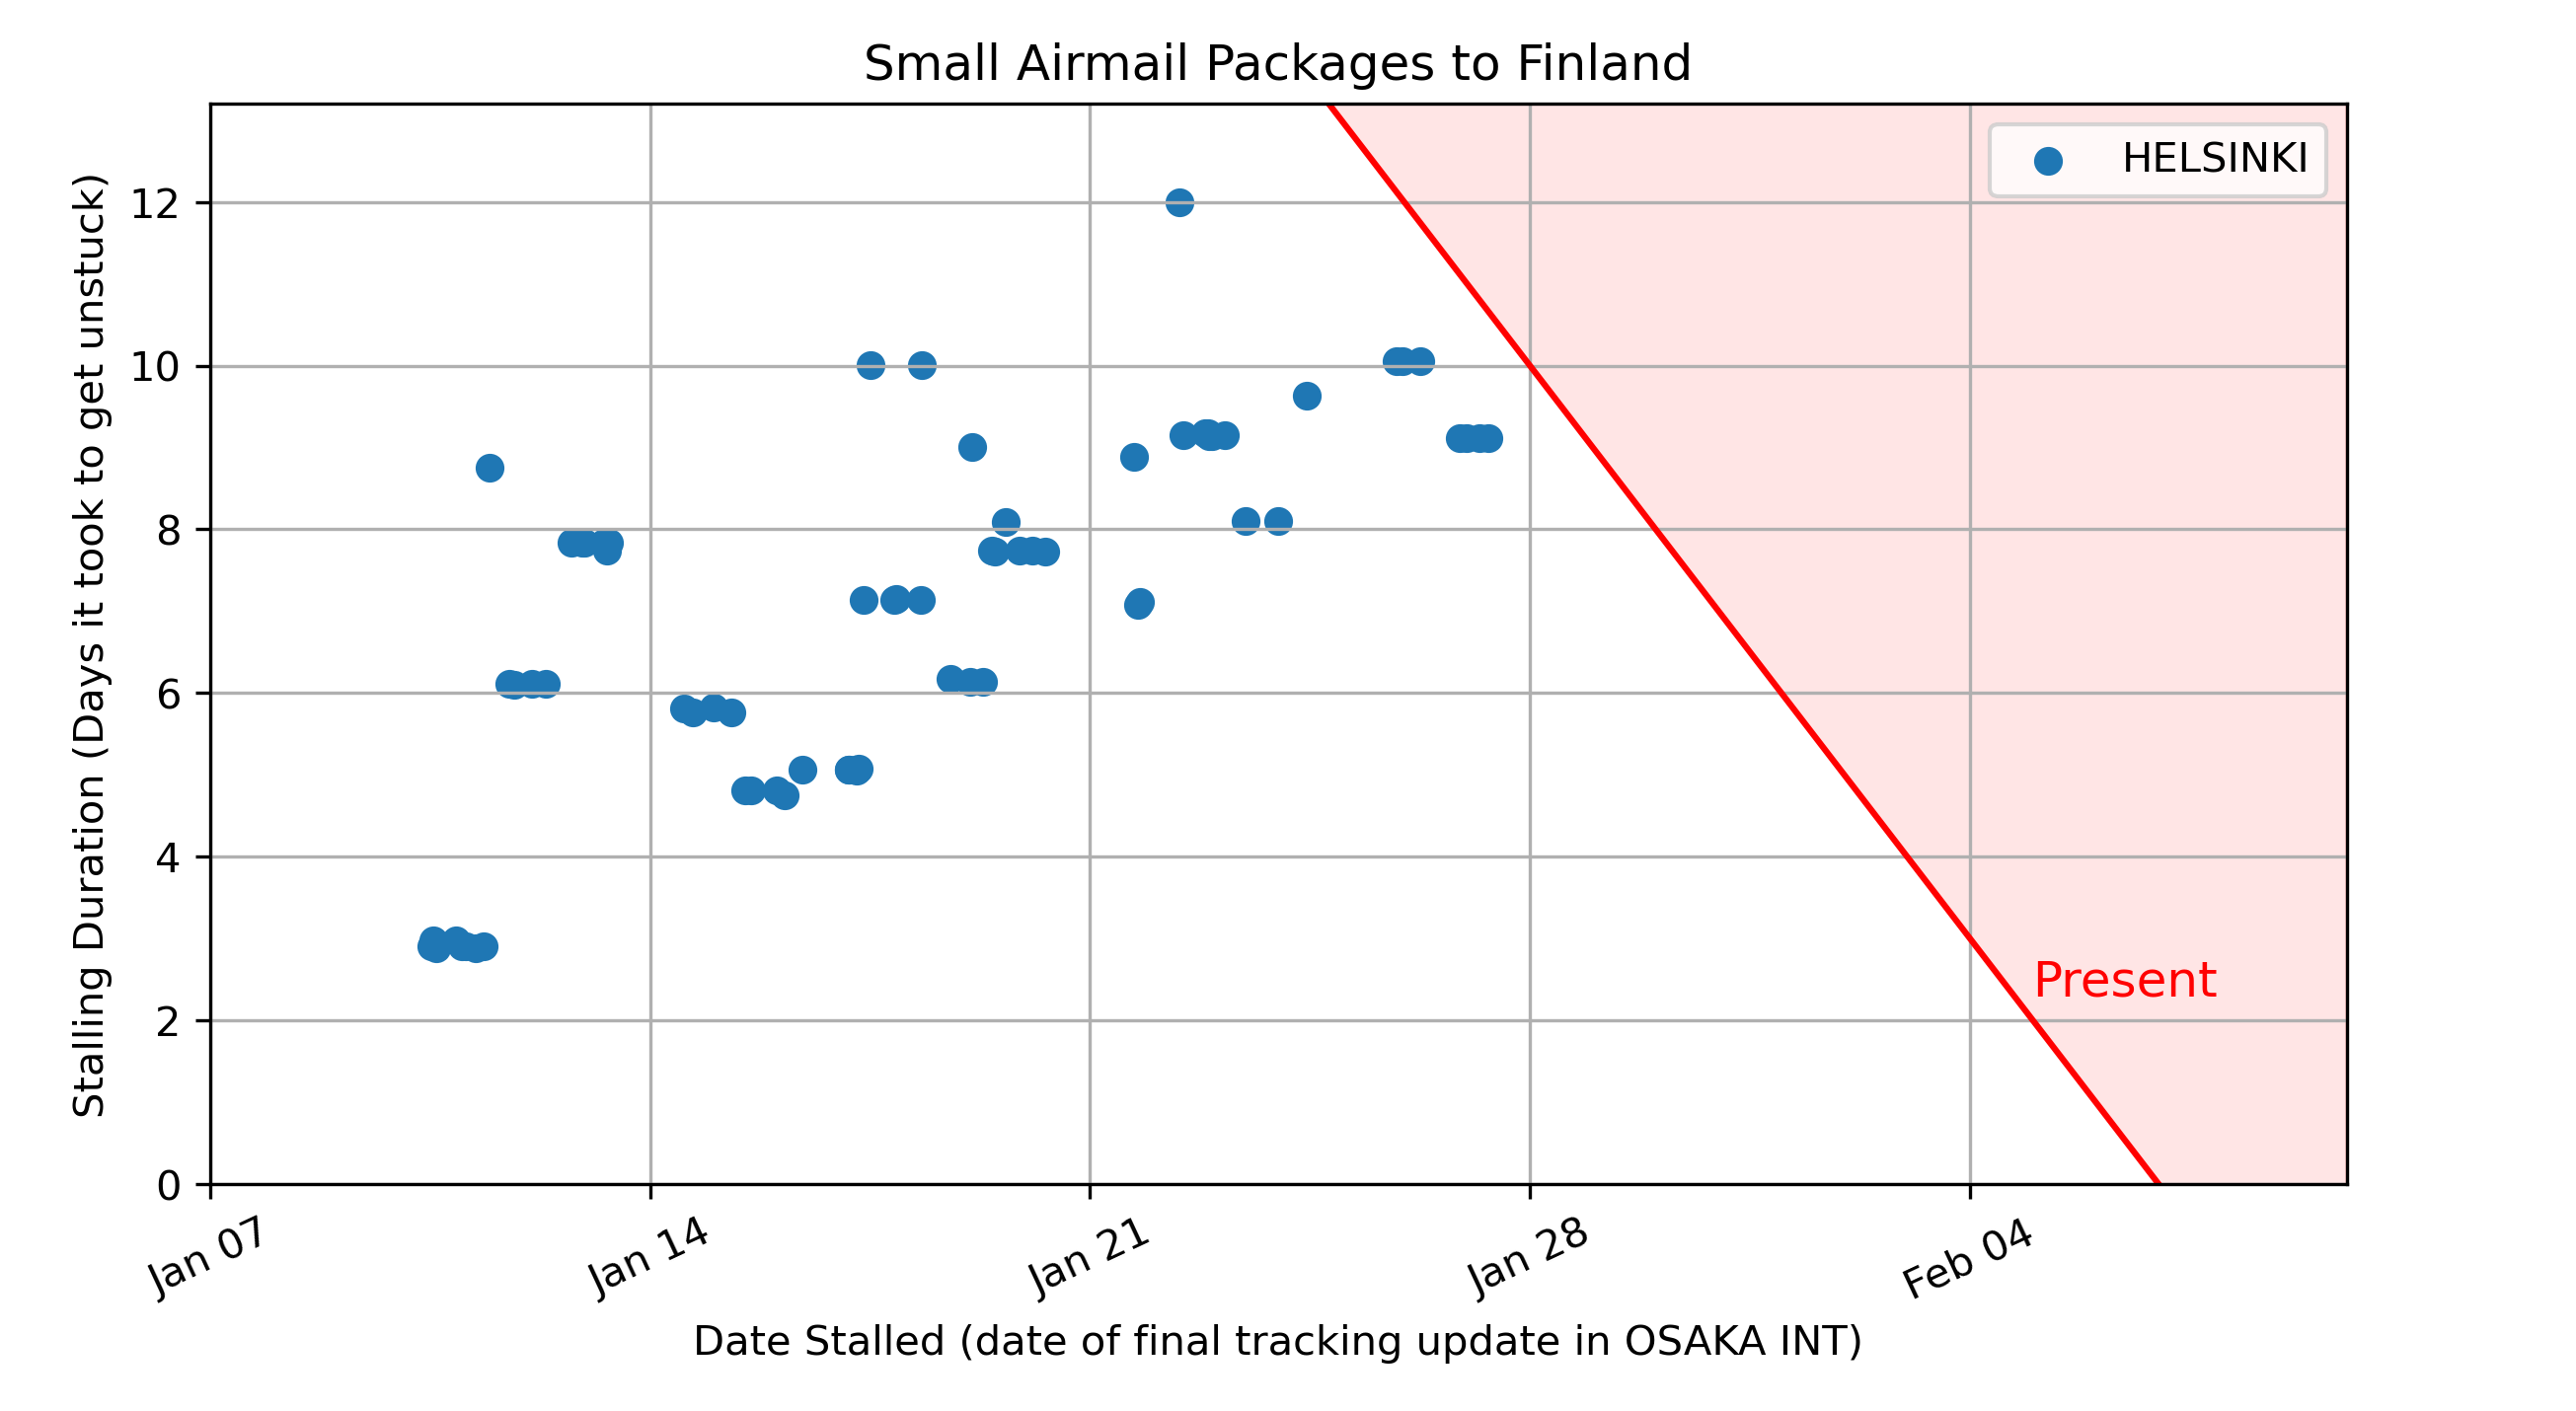 Small Airmail Packages to Finland
HELSINKI
Stalling Duration (Days it took to get unstuck)
12
10
8
6
4
2
0
Present
Jan 07
Jan 14
Jan 21
Jan 28
Feb 04
Date Stalled (date of final tracking update in OSAKA INT)